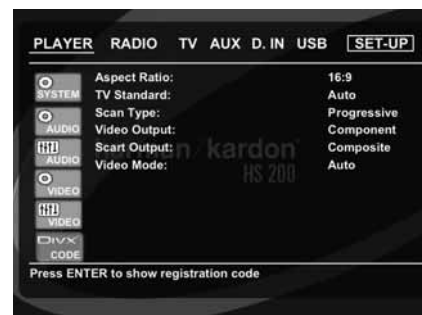 PLAYER RADIO TV AUX D. IN USB SET-UP
SYSTEM
AUDIO
AUDIO
VIDEO
VIDEO
DIVX
CODE
Aspect Ratio: 16:9
TV Standard: Auto
Scan Type: Progressive
Video Output: Component
Scart Output: Composite
Video Mode: Auto
harman/kardon
HS 200
Press ENTER to show registration code